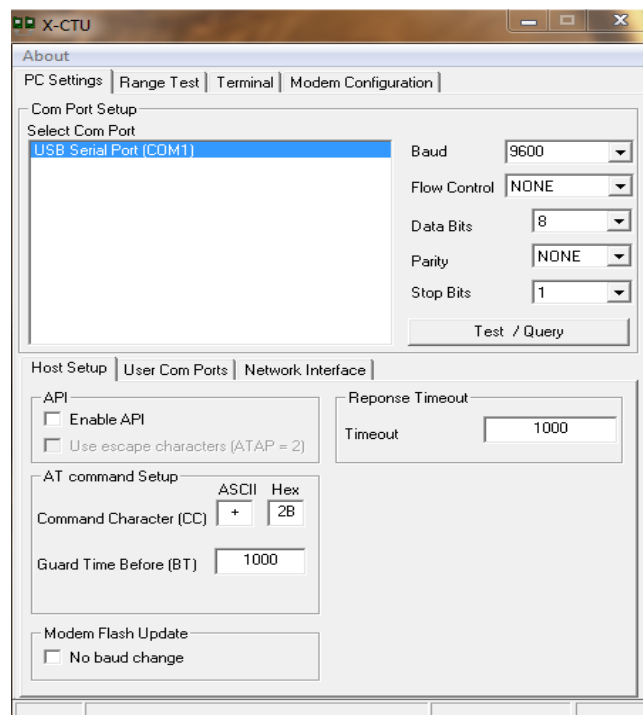 X-CTU
About
PC Settings Range Test Terminal Modem Configuration
Com Port Setup
Select Com Port
USB Serial Port (COM1)
Baud 9600
Flow Control NONE
Data Bits 8
Parity NONE
Stop Bits 1
Test / Query
Host Setup User Com Ports Network Interface
API
Enable API
Use escape characters (ATAP = 2)
Reponse Timeout
Timeout 1000
AT command Setup
ASCII Hex
Command Character (CC) + 2B
Guard Time Before (BT) 1000
Modem Flash Update
No baud change